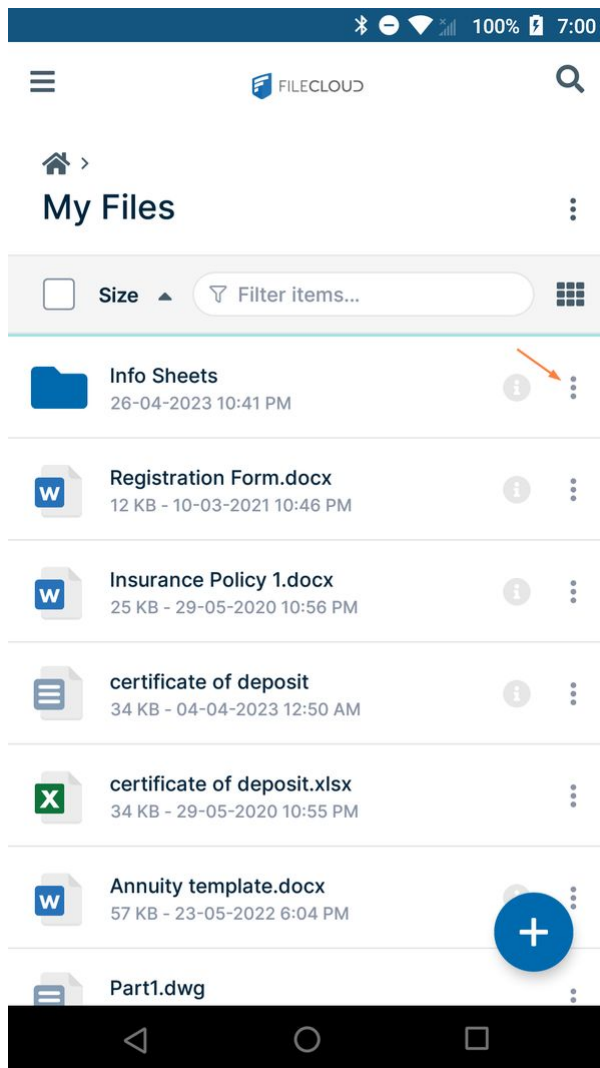 100% 7:00
FILECLOUD
My Files
Size Filter items...
Info Sheets
26-04-2023 10:41 PM
W Registration Form.docx
12 KB - 10-03-2021 10:46 PM
W Insurance Policy 1.docx
25 KB - 29-05-2020 10:56 PM
certificate of deposit
34 KB - 04-04-2023 12:50 AM
X certificate of deposit.xlsx
34 KB - 29-05-2020 10:55 PM
W Annuity template.docx
57 KB - 23-05-2022 6:04 PM
Part1.dwg